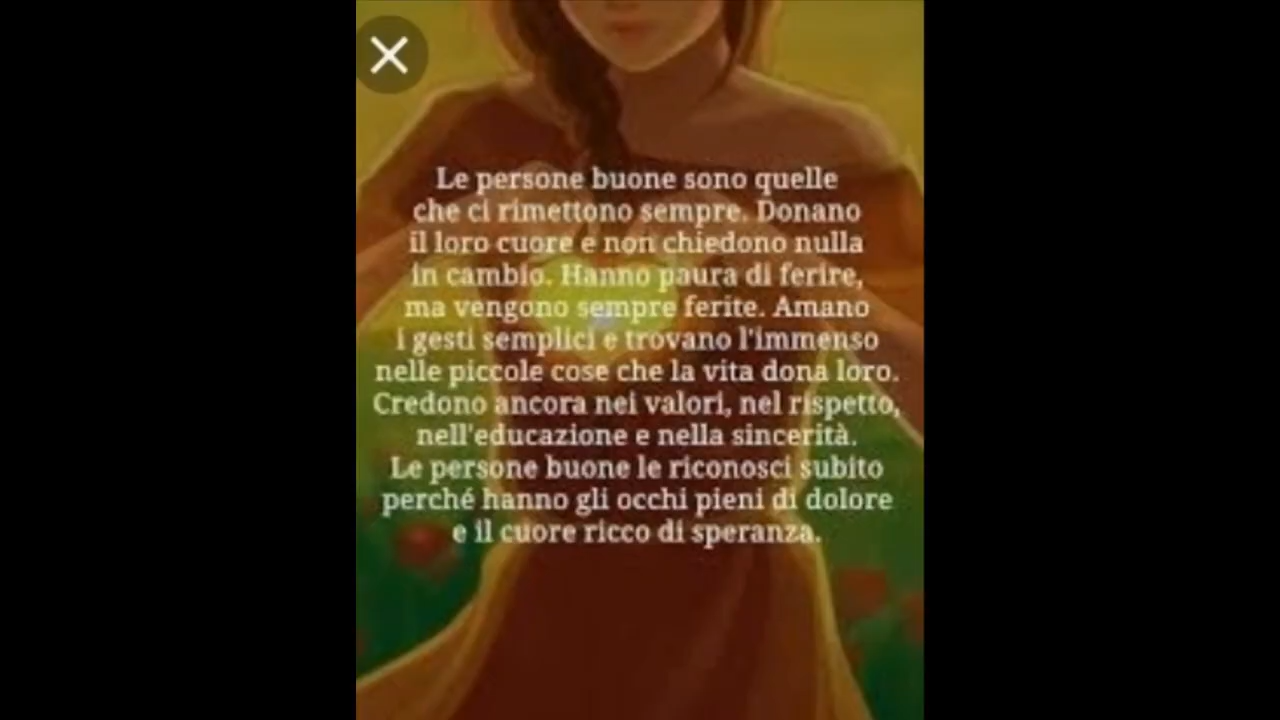 Le persone buone sono quelle
che ci rimettono sempre. Donano
il loro cuore e non chiedono nulla
in cambio. Hanno paura di ferire,
ma vengono sempre ferite. Amano
i gesti semplici e trovano l'immenso
nelle piccole cose che la vita dona loro.
Credono ancora nei valori, nel rispetto,
nell'educazione e nella sincerità.
Le persone buone le riconosci subito
perché hanno gli occhi pieni di dolore
e il cuore ricco di speranza.